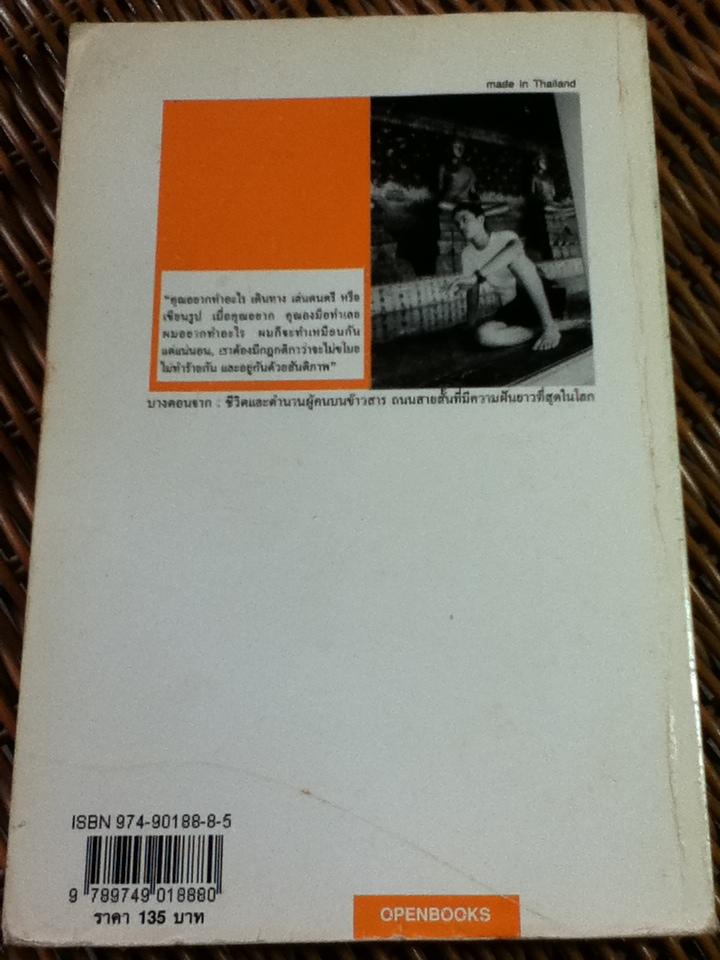 made in Thailand
"คุณอยากทำอะไร เดินทาง เล่นดนตรี หรือ
เขียนรูป เมื่อคุณอยาก คุณลงมือทำเลย
ผมอยากทำอะไร ผมก็จะทำเหมือนกัน
แต่แน่นอน, เราต้องมีกฎกติกาว่าจะไม่ขโมย
ไม่ทำร้ายกัน และอยู่กันด้วยสันติภาพ"
บางตอนจาก : ชีวิตและตำนานผู้คนบนข้าวสาร ถนนสายสั้นที่มีความฝันยาวที่สุดในโลก
ISBN 974-90188-8-5
9 789749 018880
ราคา 135 บาท
OPENBOOKS